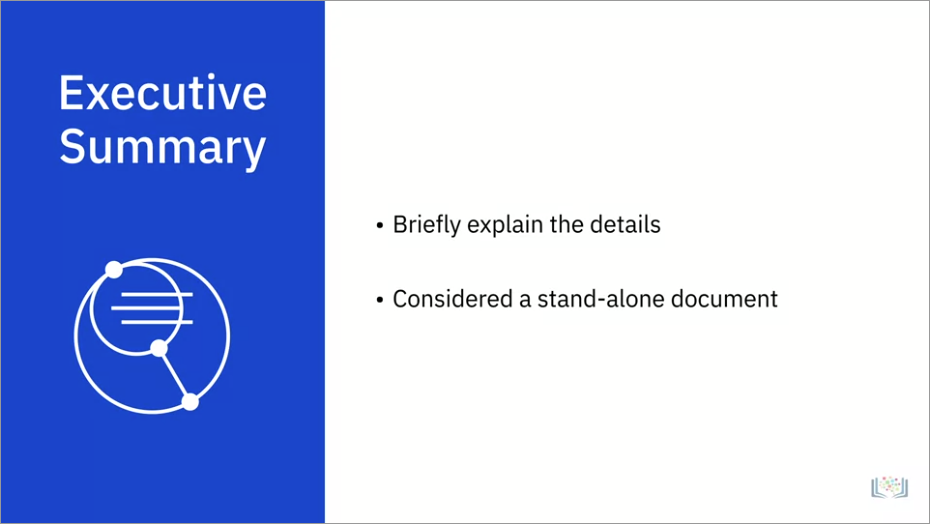 Executive
Summary
• Briefly explain the details
• Considered a stand-alone document